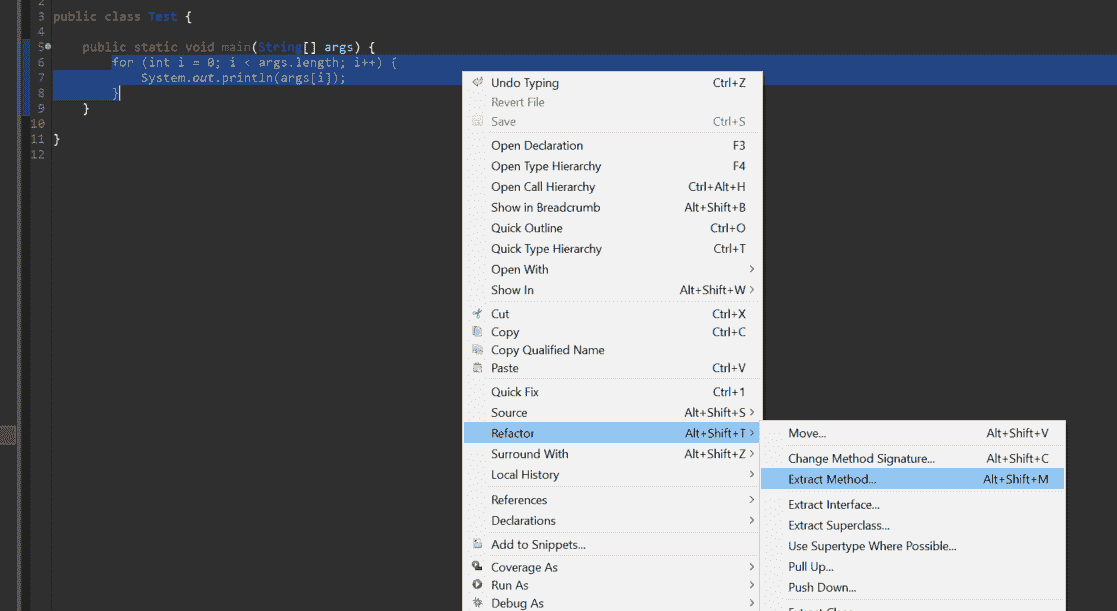 2
3 public class Test {
4
5 public static void main(String[] args) {
6 for (int i = 0; i < args.length; i++) {
7 System.out.println(args[i]);
8 }
9 }
10
11 }
12
Undo Typing Ctrl+Z
Revert File
Save Ctrl+S
Open Declaration F3
Open Type Hierarchy F4
Open Call Hierarchy Ctrl+Alt+H
Show in Breadcrumb Alt+Shift+B
Quick Outline Ctrl+O
Quick Type Hierarchy Ctrl+T
Open With >
Show In Alt+Shift+W >
Cut Ctrl+X
Copy Ctrl+C
Copy Qualified Name
Paste Ctrl+V
Quick Fix Ctrl+1
Source Alt+Shift+S >
Refactor Alt+Shift+T >
Surround With Alt+Shift+Z >
Local History >
References >
Declarations >
Add to Snippets...
Coverage As >
Run As >
Debug As >
Move... Alt+Shift+V
Change Method Signature... Alt+Shift+C
Extract Method... Alt+Shift+M
Extract Interface...
Extract Superclass...
Use Supertype Where Possible...
Pull Up...
Push Down...